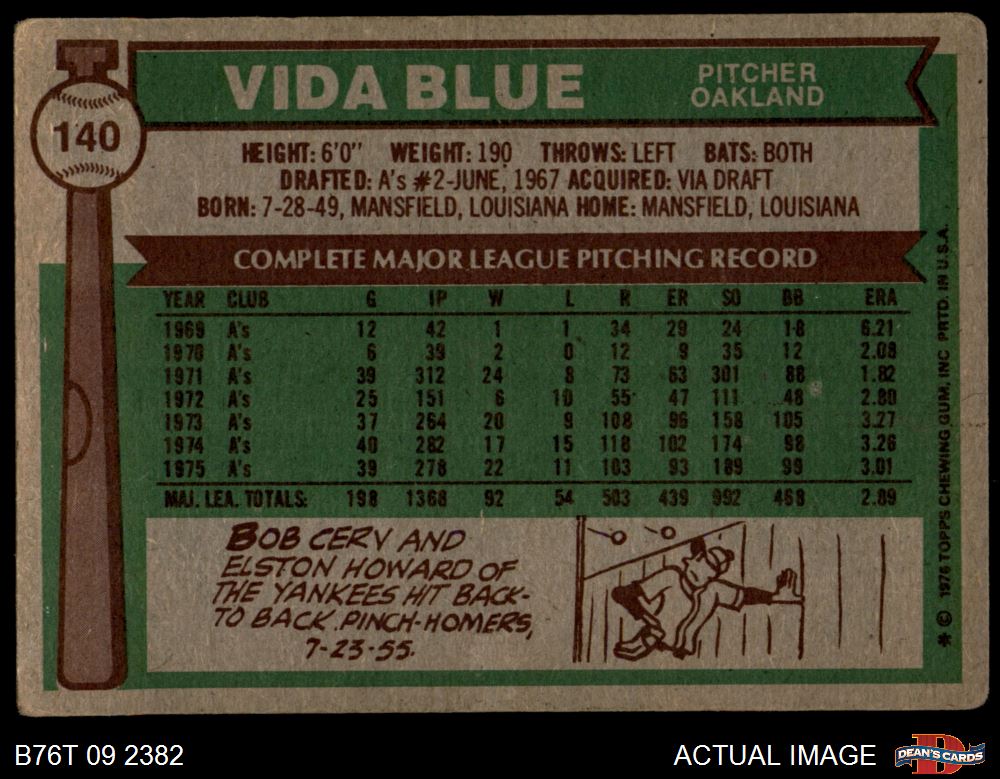 VIDA BLUE
PITCHER
OAKLAND
140
HEIGHT: 6'0" WEIGHT: 190 THROWS: LEFT BATS: BOTH
DRAFTED: A's #2-JUNE, 1967 ACQUIRED: VIA DRAFT
BORN: 7-28-49, MANSFIELD, LOUISIANA HOME: MANSFIELD, LOUISIANA
COMPLETE MAJOR LEAGUE PITCHING RECORD
YEAR CLUB G IP W L R ER SO BB ERA
1969 A's 12 42 1 1 34 29 24 18 6.21
1970 A's 6 39 2 0 12 9 35 12 2.08
1971 A's 39 312 24 8 73 63 301 88 1.82
1972 A's 25 151 6 10 55 47 111 48 2.80
1973 A's 37 264 20 9 108 96 158 105 3.27
1974 A's 40 282 17 15 118 102 174 98 3.26
1975 A's 39 278 22 11 103 93 189 99 3.01
MAJ. LEA. TOTALS: 198 1368 92 54 503 439 992 468 2.89
BOB CERV AND
ELSTON HOWARD OF
THE YANKEES HIT BACK-
TO BACK PINCH-HOMERS,
7-23-55.
* © 1976 TOPPS CHEWING GUM, INC PRTD. IN U.S.A.
B76T 09 2382
ACTUAL IMAGE
DEAN'S CARDS